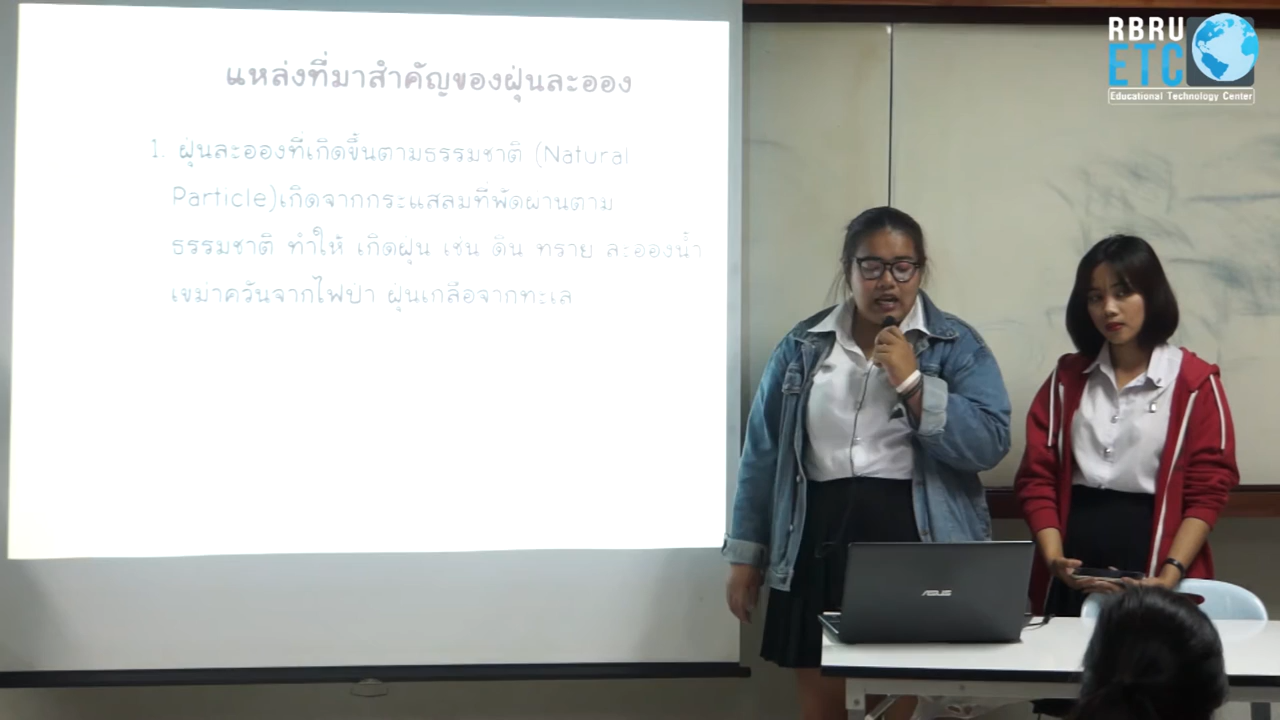 แหล่งที่มาสำคัญของฝุ่นละออง
1. ฝุ่นละอองที่เกิดขึ้นตามธรรมชาติ (Natural
Particle)เกิดจากกระแสลมที่พัดผ่านตาม
ธรรมชาติ ทำให้ เกิดฝุ่น เช่น ดิน ทราย ละอองน้ำ
เขม่าควันจากไฟป่า ฝุ่นเกลือจากทะเล
RBRU
ETC
Educational Technology Center
ASUS